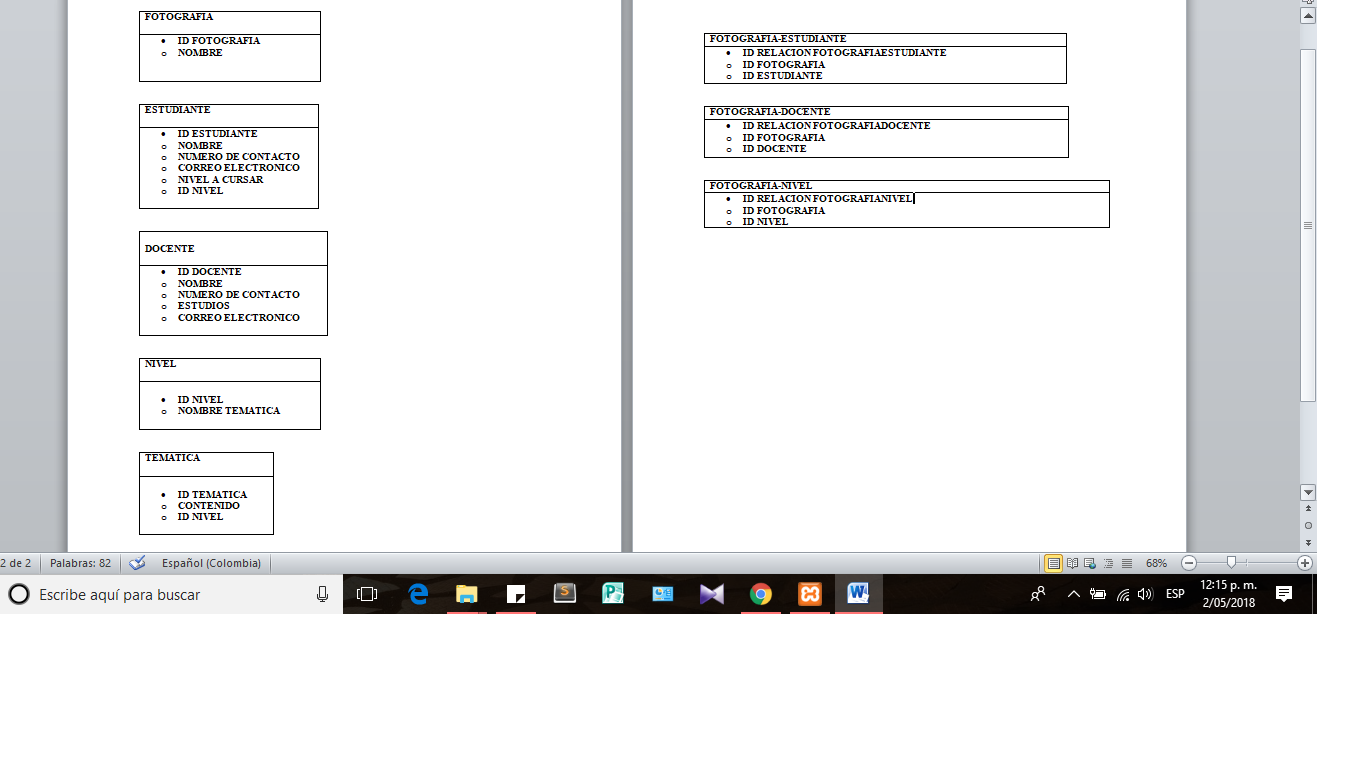 FOTOGRAFIA
• ID FOTOGRAFIA
o NOMBRE
ESTUDIANTE
• ID ESTUDIANTE
o NOMBRE
o NUMERO DE CONTACTO
o CORREO ELECTRONICO
o NIVEL A CURSAR
o ID NIVEL
DOCENTE
• ID DOCENTE
o NOMBRE
o NUMERO DE CONTACTO
o ESTUDIOS
o CORREO ELECTRONICO
NIVEL
• ID NIVEL
o NOMBRE TEMATICA
TEMATICA
• ID TEMATICA
o CONTENIDO
o ID NIVEL
FOTOGRAFIA-ESTUDIANTE
• ID RELACION FOTOGRAFIAESTUDIANTE
o ID FOTOGRAFIA
o ID ESTUDIANTE
FOTOGRAFIA-DOCENTE
• ID RELACION FOTOGRAFIADOCENTE
o ID FOTOGRAFIA
o ID DOCENTE
FOTOGRAFIA-NIVEL
• ID RELACION FOTOGRAFIANIVEL
o ID FOTOGRAFIA
o ID NIVEL
2 de 2 Palabras: 82 Español (Colombia) 68%
Escribe aquí para buscar
ESP
12:15 p. m.
2/05/2018